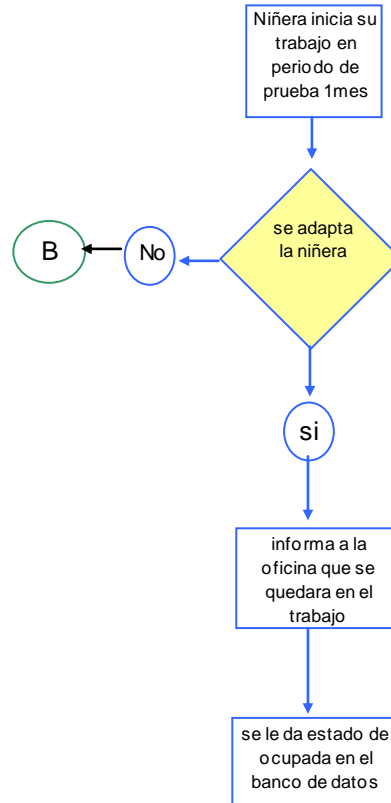 Niñera inicia su
trabajo en
periodo de
prueba 1mes
se adapta
la niñera
No
B
si
informa a la
oficina que se
quedara en el
trabajo
se le da estado de
ocupada en el
banco de datos